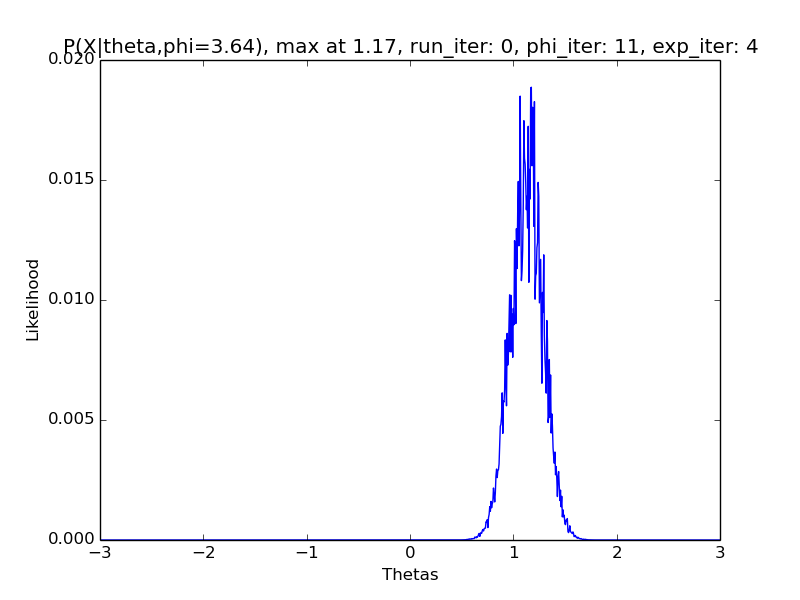 P(X|theta,phi=3.64), max at 1.17, run_iter: 0, phi_iter: 11, exp_iter: 4
0.020
0.015
0.010
0.005
0.000
Likelihood
−3 −2 −1 0 1 2 3
Thetas